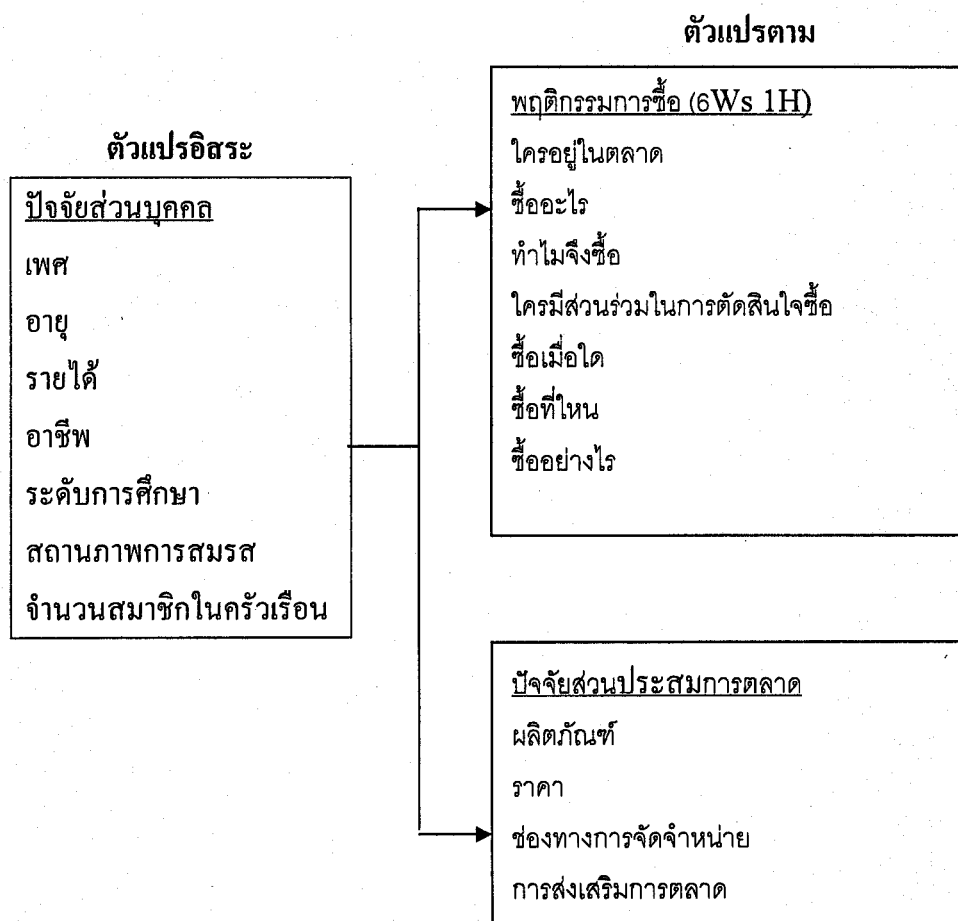 ตัวแปรตาม
พฤติกรรมการซื้อ (6Ws 1H)
ใครอยู่ในตลาด
ซื้ออะไร
ทำไมจึงซื้อ
ใครมีส่วนร่วมในการตัดสินใจซื้อ
ซื้อเมื่อใด
ซื้อที่ใหน
ซื้ออย่างไร
ตัวแปรอิสระ
ปัจจัยส่วนบุคคล
เพศ
อายุ
รายได้
อาชีพ
ระดับการศึกษา
สถานภาพการสมรส
จำนวนสมาชิกในครัวเรือน
ปัจจัยส่วนประสมการตลาด
ผลิตภัณฑ์
ราคา
ช่องทางการจัดจำหน่าย
การส่งเสริมการตลาด